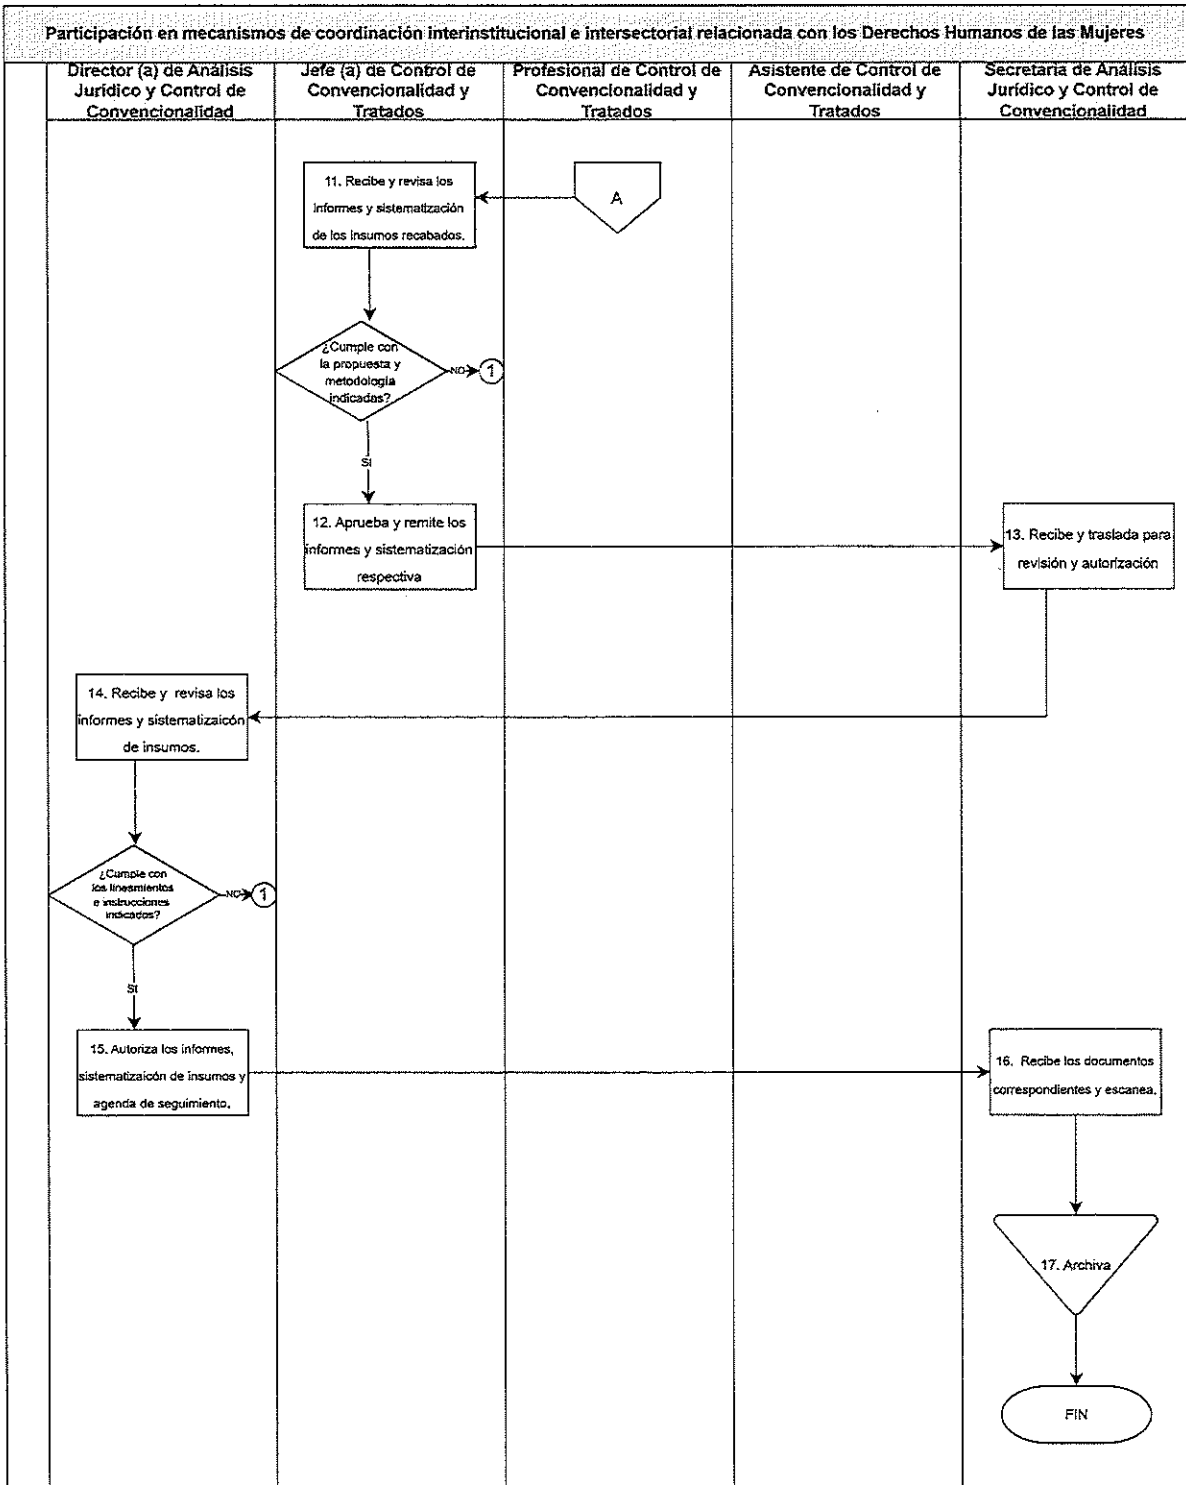 Participación en mecanismos de coordinación interinstitucional e intersectorial relacionada con los Derechos Humanos de las Mujeres
Director (a) de Análisis
Jurídico y Control de
Convencionalidad
Jefe (a) de Control de
Convencionalidad y
Tratados
Profesional de Control de
Convencionalidad y
Tratados
Asistente de Control de
Convencionalidad y
Tratados
Secretaria de Análisis
Jurídico y Control de
Convencionalidad
11. Recibe y revisa los
informes y sistematización
de los insumos recabados.
A
¿Cumple con
la propuesta y
metodología
indicadas?
NO
1
SI
12. Aprueba y remite los
informes y sistematización
respectiva
13. Recibe y traslada para
revisión y autorización
14. Recibe y revisa los
informes y sistematizaicón
de insumos.
¿Cumple con
los lineamientos
e instrucciones
indicados?
NO
1
SI
15. Autoriza los informes,
sistematizaicón de insumos y
agenda de seguimiento.
16. Recibe los documentos
correspondientes y escanea.
17. Archiva
FIN